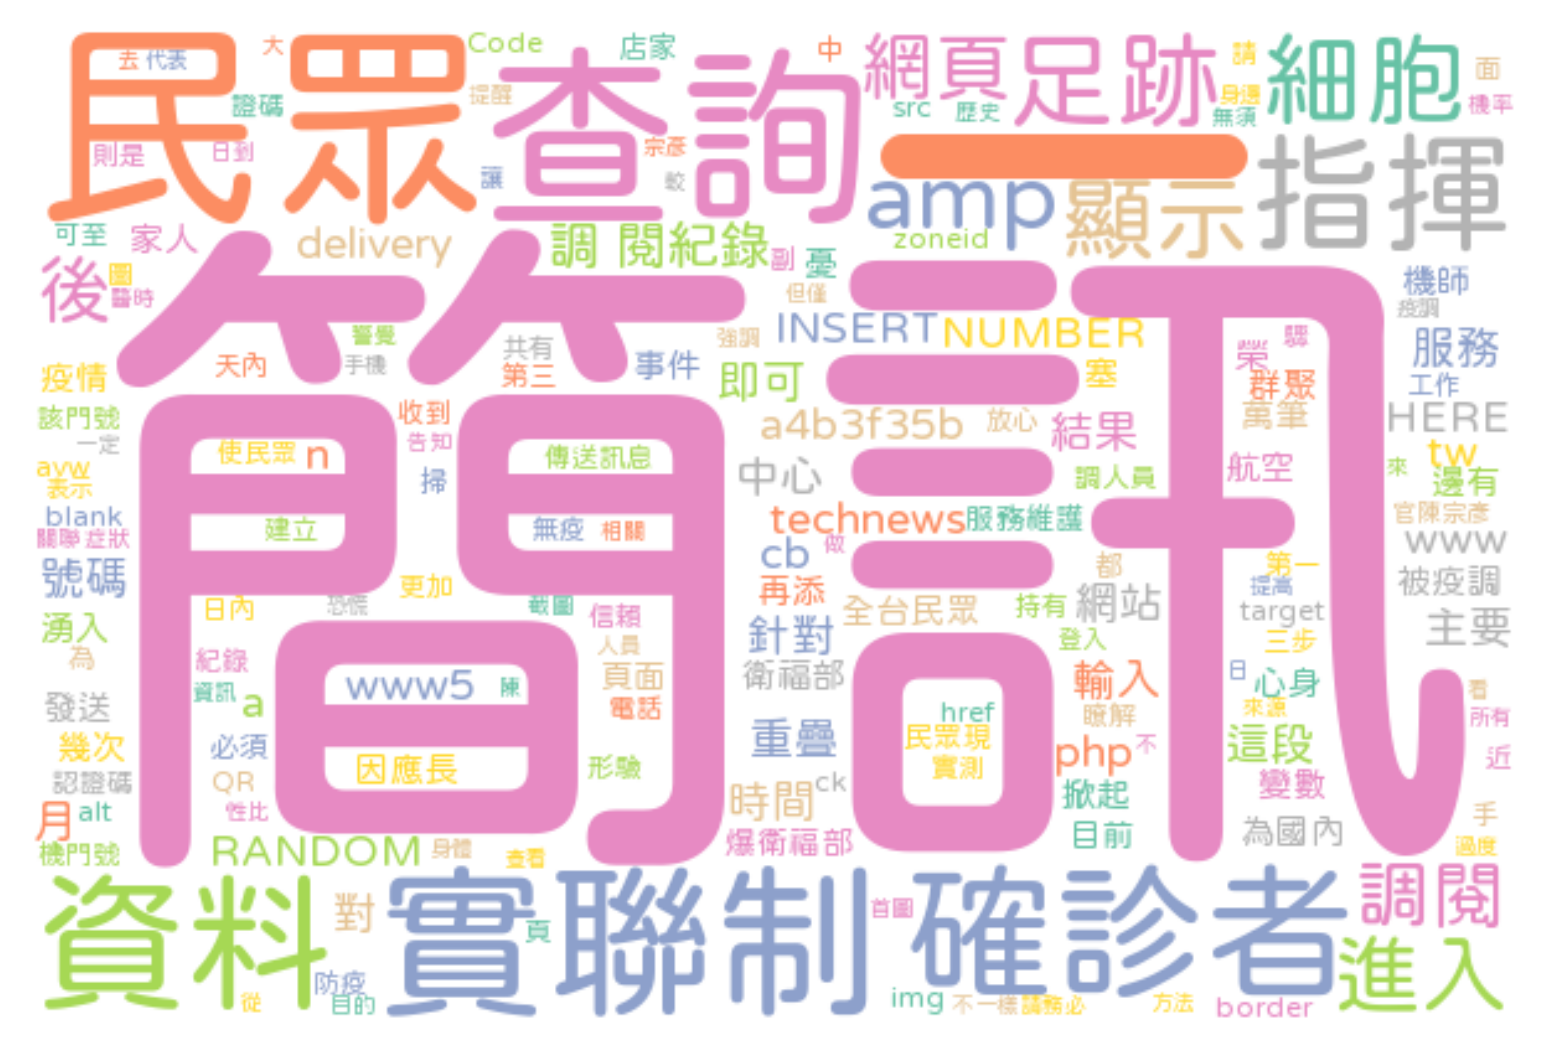 民眾
查詢
簡訊
實聯制
確診者
資料
指揮
細胞
足跡
網頁
一
amp
顯示
進入
調閱
後
調 閱紀錄
delivery
Code
店家
中
請
面
去
代表
大
證碼
提醒
src
歷史
身邊
無須
機率
則是
日到
宗彥
讓
較
可至
家人
zoneid
圖
醫時
副
憂
但僅
機師
疫調
INSERT
NUMBER
強調
響覺
手機
天內
共有
第三
事件
即可
塞
榮
驟
群聚
服務
工作
疫情
該門號
一定
收到
告知
a4b3f35b
放心
結果
萬筆
HERE
使民眾
n
傳送訊息
掃
中心
調人員
航空
tw
來
邊有
avw
表示
blank
關聯
症狀
建立
無疫
相關
technews
服務維護
官陳宗彥
www
號碼
cb
做
都
第一
提高
被疫調
再添
更加
日內
恐慌
截圖
信賴
全台民眾
持有
網站
target
主要
湧入
為
針對
登入
三步
人員
紀錄
資訊
a
www5
陳
頁面
電話
衛福部
輸入
日
心身
來源
看
所有
發送
href
瞭解
民眾現
實測
重疊
php
不
這段
近
幾次
必須
因應長
形驗
認證碼
QR
性比
時間
ck
掀起
變數
手
月
alt
機門號
RANDOM
身體
查看
爆衛福部
目前
為國內
過度
對
頁
首圖
防疫
從
目的
img
不一樣
請務必
方法
border